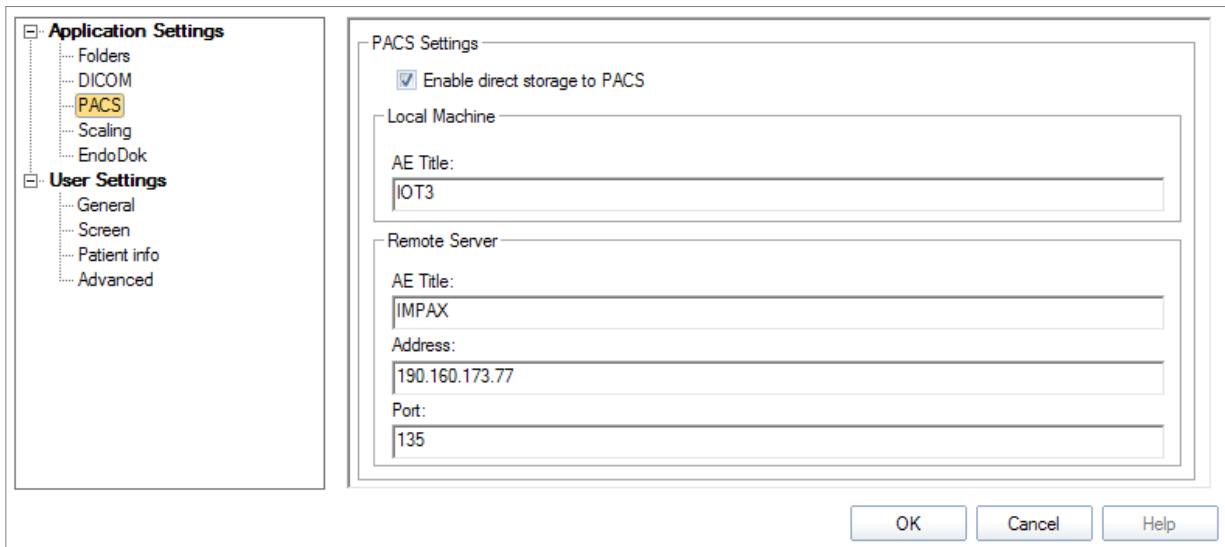 Application Settings
Folders
DICOM
PACS
Scaling
EndoDok
User Settings
General
Screen
Patient info
Advanced
PACS Settings
Enable direct storage to PACS
Local Machine
AE Title:
IOT3
Remote Server
AE Title:
IMPAX
Address:
190.160.173.77
Port:
135
OK Cancel Help